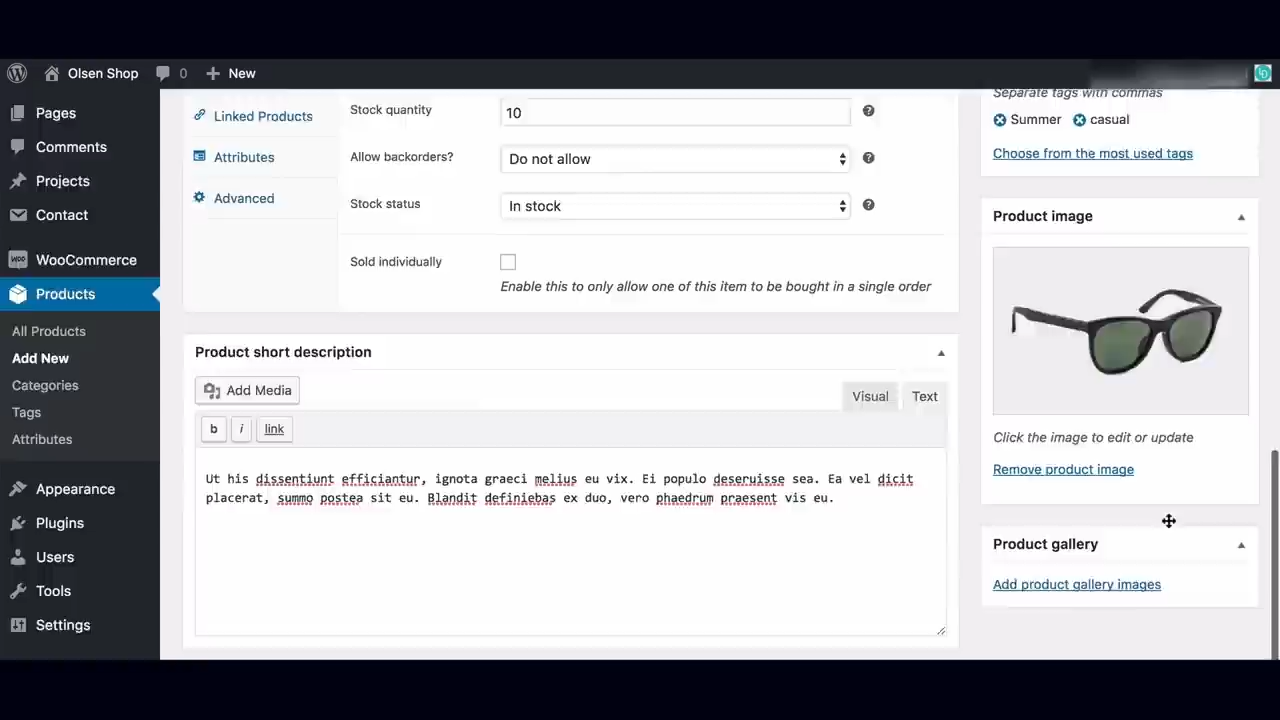 Olsen Shop 0 New
Pages
Comments
Projects
Contact
WooCommerce
Products
All Products
Add New
Categories
Tags
Attributes
Appearance
Plugins
Users
Tools
Settings
Linked Products
Attributes
Advanced
Stock quantity 10
Allow backorders? Do not allow
Stock status In stock
Sold individually
Enable this to only allow one of this item to be bought in a single order
Product short description
Add Media
Visual Text
b i link
Ut his dissentiunt efficiantur, ignota graeci melius eu vix. Ei populo deseruisse sea. Ea vel dicit
placerat, summo postea sit eu. Blandit definiebas ex duo, vero phaedrum praesent vis eu.
Separate tags with commas
Summer casual
Choose from the most used tags
Product image
Click the image to edit or update
Remove product image
Product gallery
Add product gallery images